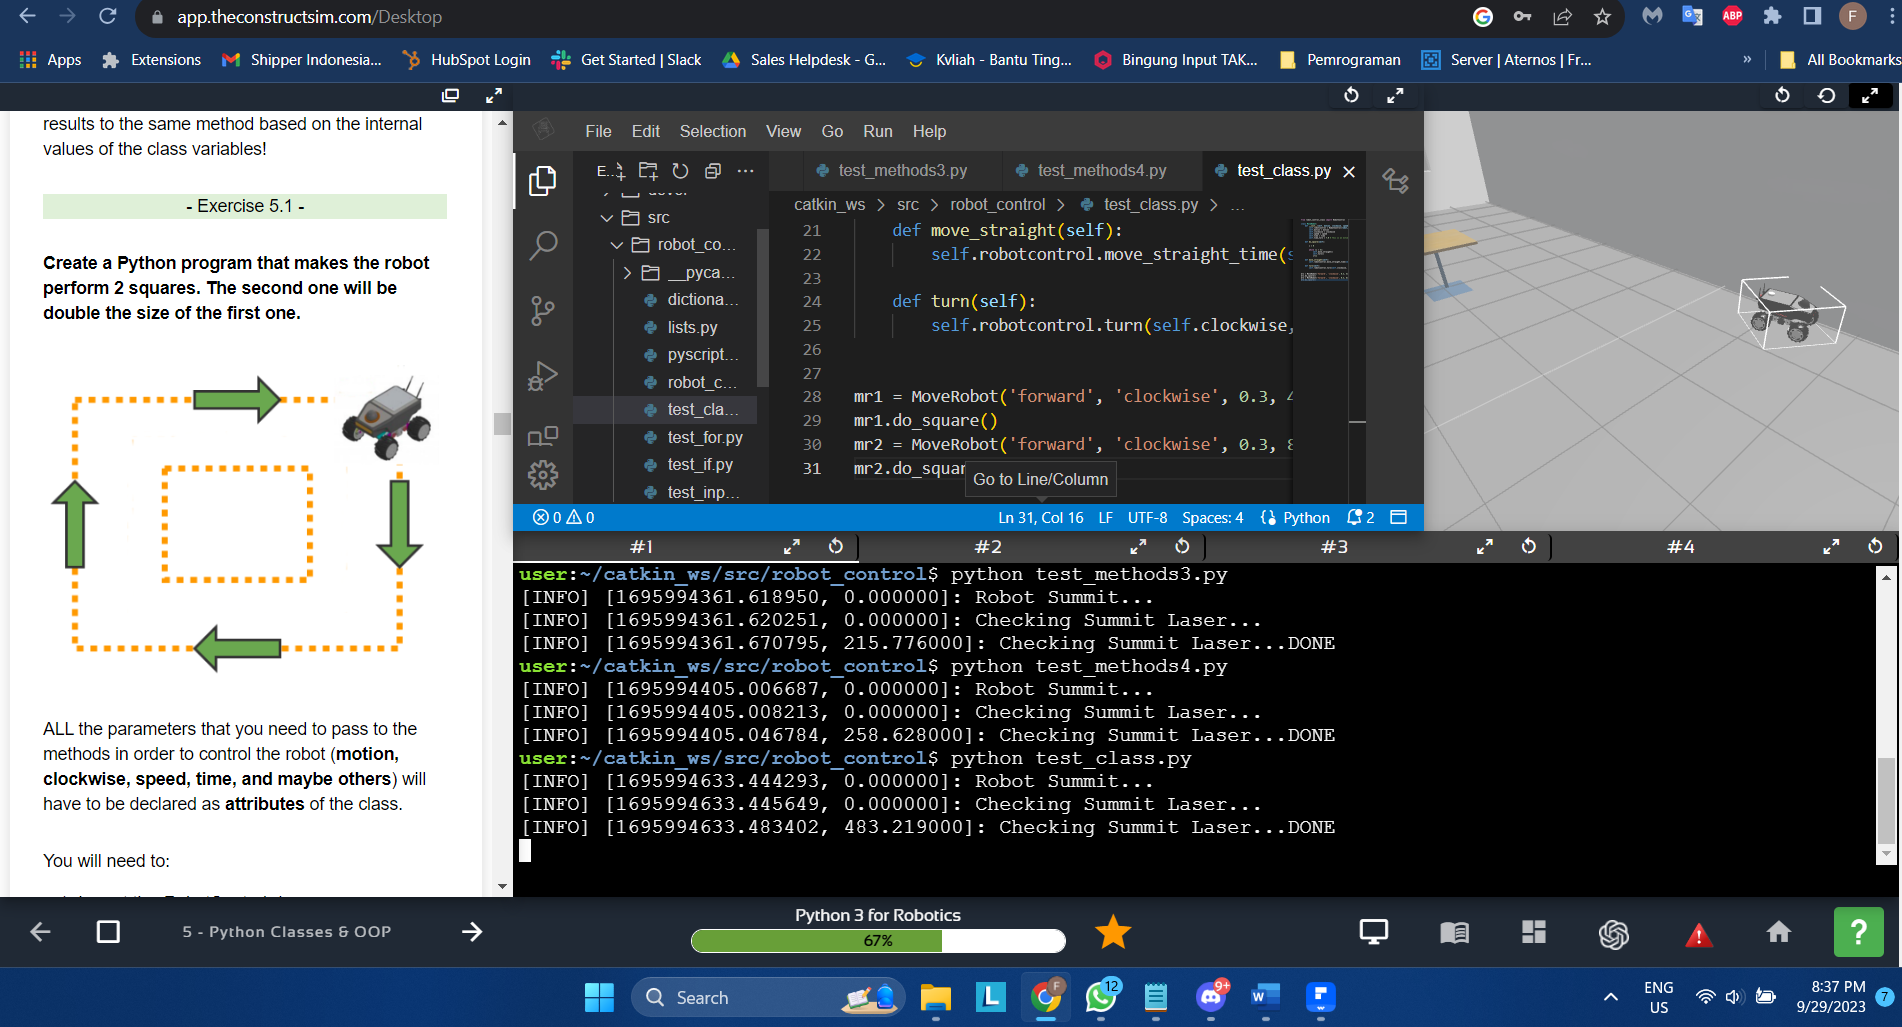 app.theconstructsim.com/Desktop
ABP
F
Apps
Extensions
Shipper Indonesia...
HubSpot Login
Get Started | Slack
Sales Helpdesk - G...
Kvliah - Bantu Ting...
Bingung Input TAK...
Pemrograman
Server | Aternos | Fr...
»
All Bookmarks
results to the same method based on the internal
values of the class variables!
- Exercise 5.1 -
Create a Python program that makes the robot
perform 2 squares. The second one will be
double the size of the first one.
ALL the parameters that you need to pass to the
methods in order to control the robot (motion,
clockwise, speed, time, and maybe others) will
have to be declared as attributes of the class.
You will need to:
File Edit Selection View Go Run Help
E...
src
robot_co...
__pyca...
dictiona...
lists.py
pyscript...
robot_c...
test_cla...
test_for.py
test_if.py
test_inp...
test_methods3.py
test_methods4.py
test_class.py
catkin_ws > src > robot_control > test_class.py > ...
21 def move_straight(self):
22 self.robotcontrol.move_straight_time(s
23
24 def turn(self):
25 self.robotcontrol.turn(self.clockwise,
26
27
28 mr1 = MoveRobot('forward', 'clockwise', 0.3, 4
29 mr1.do_square()
30 mr2 = MoveRobot('forward', 'clockwise', 0.3, 8
31 mr2.do_squar
Go to Line/Column
0 0
Ln 31, Col 16 LF UTF-8 Spaces: 4 Python 2
#1
#2
#3
#4
user:~/catkin_ws/src/robot_control$ python test_methods3.py
[INFO] [1695994361.618950, 0.000000]: Robot Summit...
[INFO] [1695994361.620251, 0.000000]: Checking Summit Laser...
[INFO] [1695994361.670795, 215.776000]: Checking Summit Laser...DONE
user:~/catkin_ws/src/robot_control$ python test_methods4.py
[INFO] [1695994405.006687, 0.000000]: Robot Summit...
[INFO] [1695994405.008213, 0.000000]: Checking Summit Laser...
[INFO] [1695994405.046784, 258.628000]: Checking Summit Laser...DONE
user:~/catkin_ws/src/robot_control$ python test_class.py
[INFO] [1695994633.444293, 0.000000]: Robot Summit...
[INFO] [1695994633.445649, 0.000000]: Checking Summit Laser...
[INFO] [1695994633.483402, 483.219000]: Checking Summit Laser...DONE
5 - Python Classes & OOP
Python 3 for Robotics
67%
?
Search
L
F
12
9+
W
ENG
US
8:37 PM
9/29/2023
7